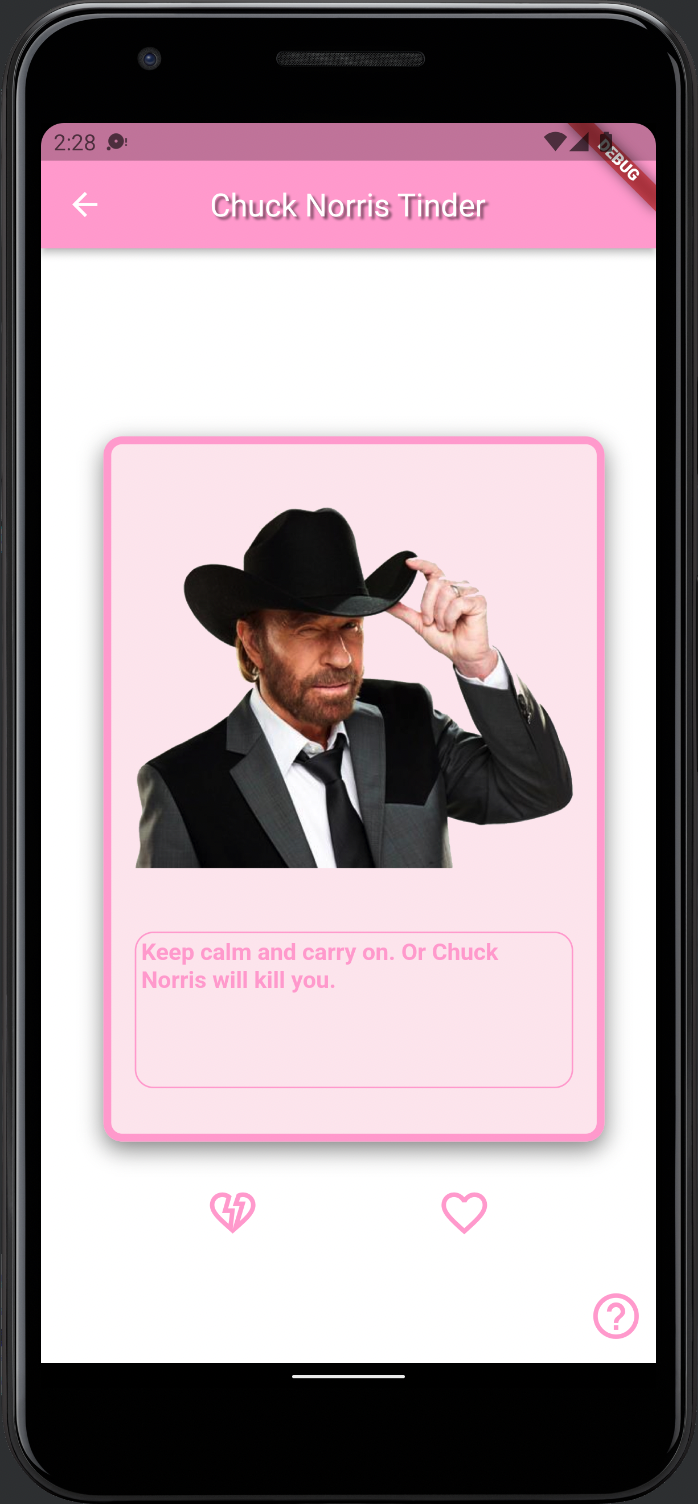 2:28
DEBUG
Chuck Norris Tinder
Keep calm and carry on. Or Chuck
Norris will kill you.
?